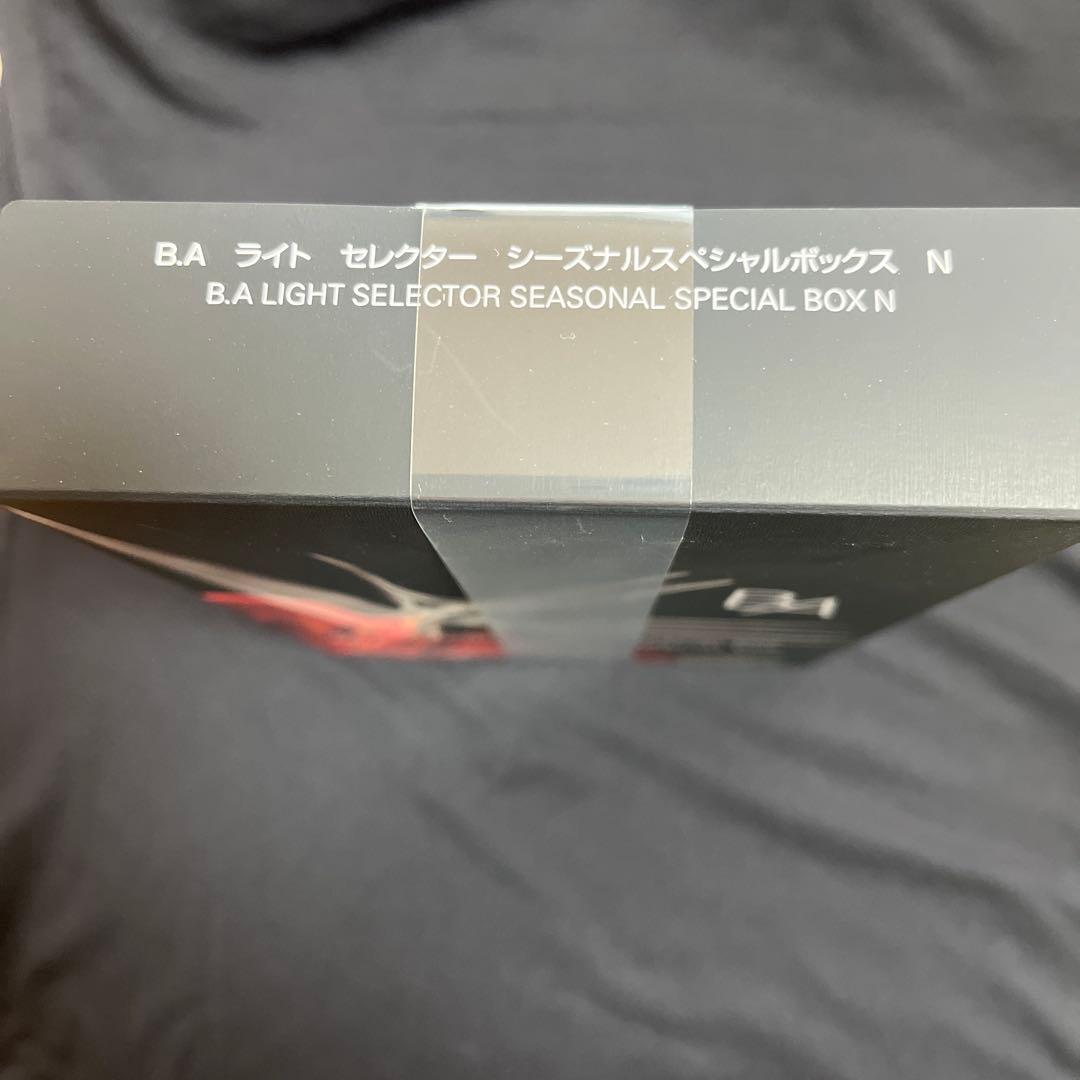 B.A ライト セレクター シーズナルスペシャルボックス N
B.A LIGHT SELECTOR SEASONAL SPECIAL BOX N
BA